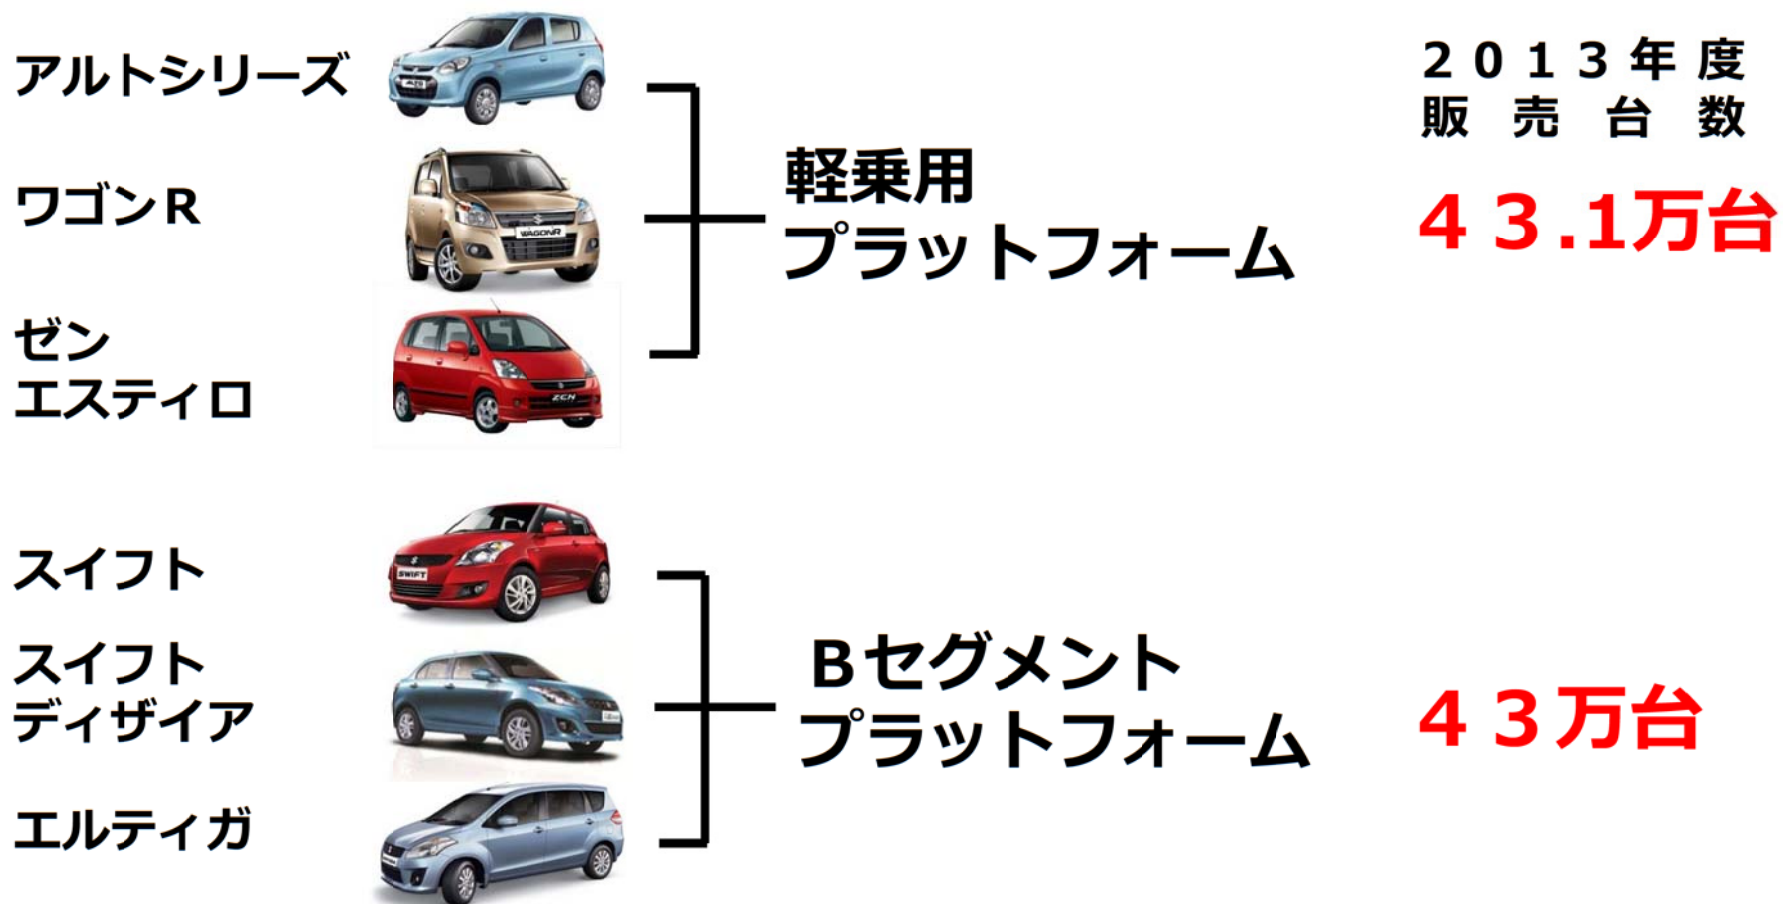 アルトシリーズ
２０１３年度
販売台数
軽乗用
プラットフォーム
４３.1万台
ワゴンＲ
WAGONR
ゼン
エスティロ
ZEN
スイフト
SWIFT
スイフト
ディザイア
Ｂセグメント
プラットフォーム
４３万台
エルティガ